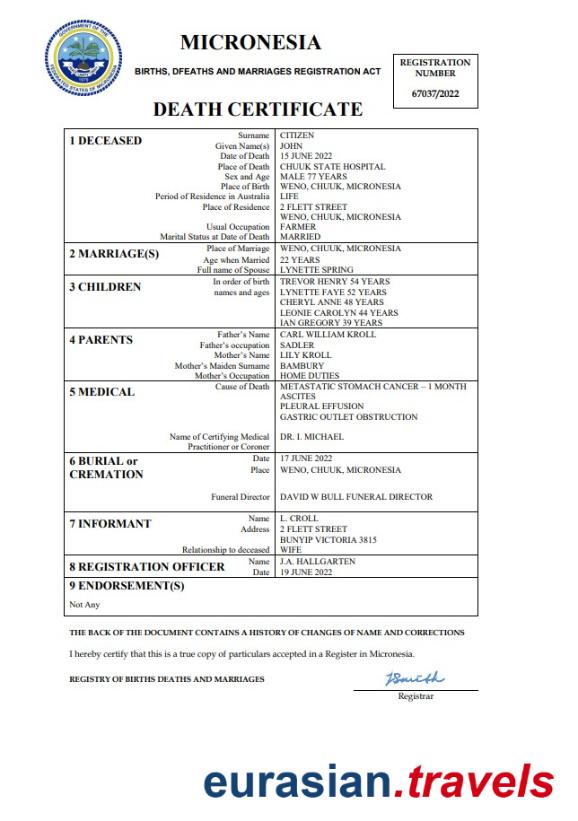 GOVERNMENT OF THE
FEDERATED STATES OF MICRONESIA
1979
MICRONESIA
BIRTHS, DFEATHS AND MARRIAGES REGISTRATION ACT
REGISTRATION
NUMBER
67037/2022
DEATH CERTIFICATE
1 DECEASED
Surname CITIZEN
Given Name(s) JOHN
Date of Death 15 JUNE 2022
Place of Death CHUUK STATE HOSPITAL
Sex and Age MALE 77 YEARS
Place of Birth WENO, CHUUK, MICRONESIA
Period of Residence in Australia LIFE
Place of Residence 2 FLETT STREET
WENO, CHUUK, MICRONESIA
Usual Occupation FARMER
Marital Status at Date of Death MARRIED
2 MARRIAGE(S)
Place of Marriage WENO, CHUUK, MICRONESIA
Age when Married 22 YEARS
Full name of Spouse LYNETTE SPRING
3 CHILDREN
In order of birth TREVOR HENRY 54 YEARS
names and ages LYNETTE FAYE 52 YEARS
CHERYL ANNE 48 YEARS
LEONIE CAROLYN 44 YEARS
IAN GREGORY 39 YEARS
4 PARENTS
Father's Name CARL WILLIAM KROLL
Father's occupation SADLER
Mother's Name LILY KROLL
Mother's Maiden Surname BAMBURY
Mother's Occupation HOME DUTIES
5 MEDICAL
Cause of Death METASTATIC STOMACH CANCER – 1 MONTH
ASCITES
PLEURAL EFFUSION
GASTRIC OUTLET OBSTRUCTION
Name of Certifying Medical DR. I. MICHAEL
Practitioner or Coroner
6 BURIAL or
CREMATION
Date 17 JUNE 2022
Place WENO, CHUUK, MICRONESIA
Funeral Director DAVID W BULL FUNERAL DIRECTOR
7 INFORMANT
Name L. CROLL
Address 2 FLETT STREET
BUNYIP VICTORIA 3815
Relationship to deceased WIFE
8 REGISTRATION OFFICER
Name J.A. HALLGARTEN
Date 19 JUNE 2022
9 ENDORSEMENT(S)
Not Any
THE BACK OF THE DOCUMENT CONTAINS A HISTORY OF CHANGES OF NAME AND CORRECTIONS
I hereby certify that this is a true copy of particulars accepted in a Register in Micronesia.
REGISTRY OF BIRTHS DEATHS AND MARRIAGES
Registrar
eurasian.travels